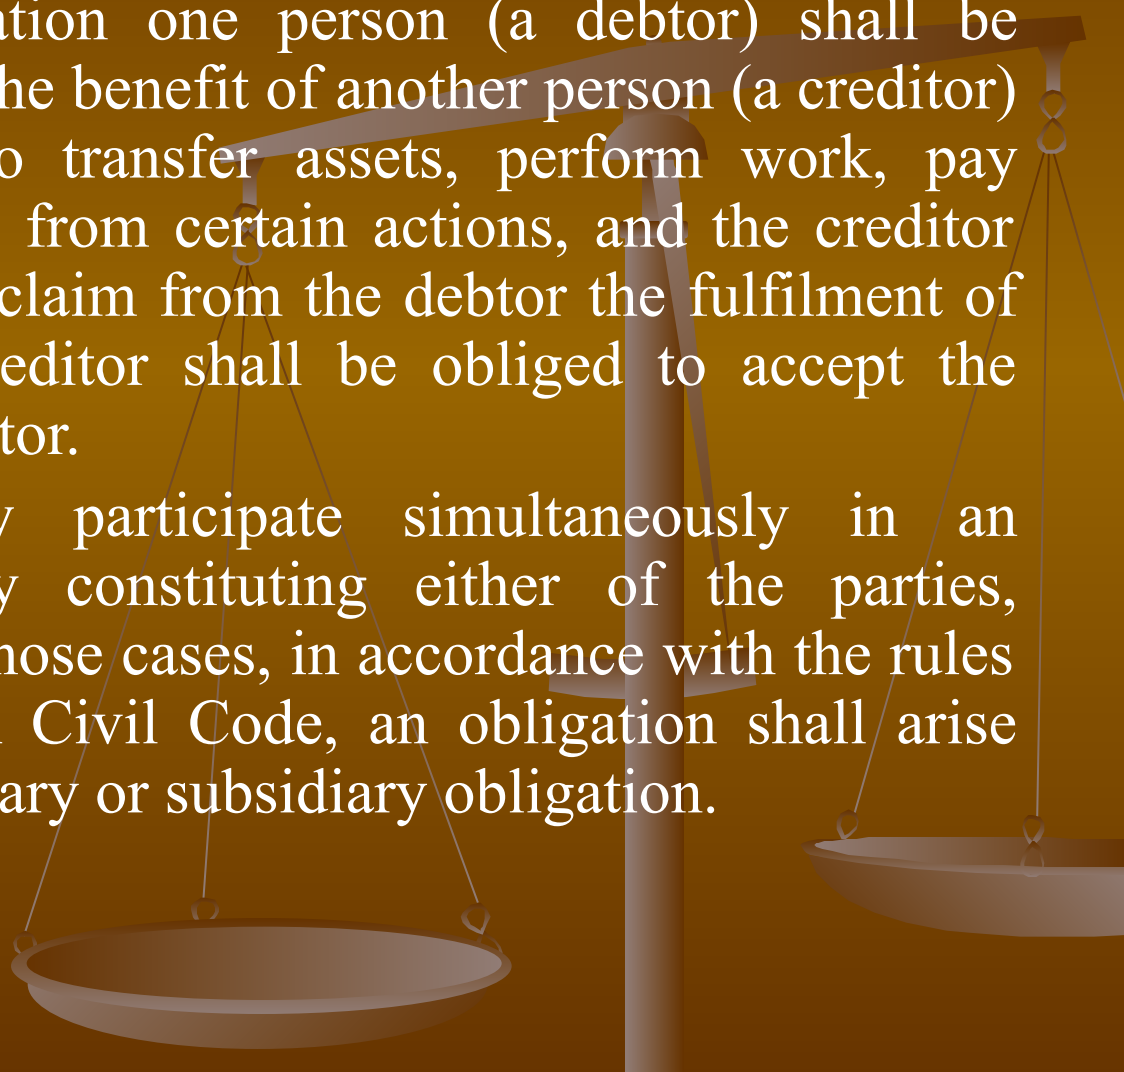 ation one person (a debtor) shall be
he benefit of another person (a creditor)
o transfer assets, perform work, pay
from certain actions, and the creditor
claim from the debtor the fulfilment of
editor shall be obliged to accept the
tor.
y participate simultaneously in an
y constituting either of the parties,
hose cases, in accordance with the rules
Civil Code, an obligation shall arise
ary or subsidiary obligation.